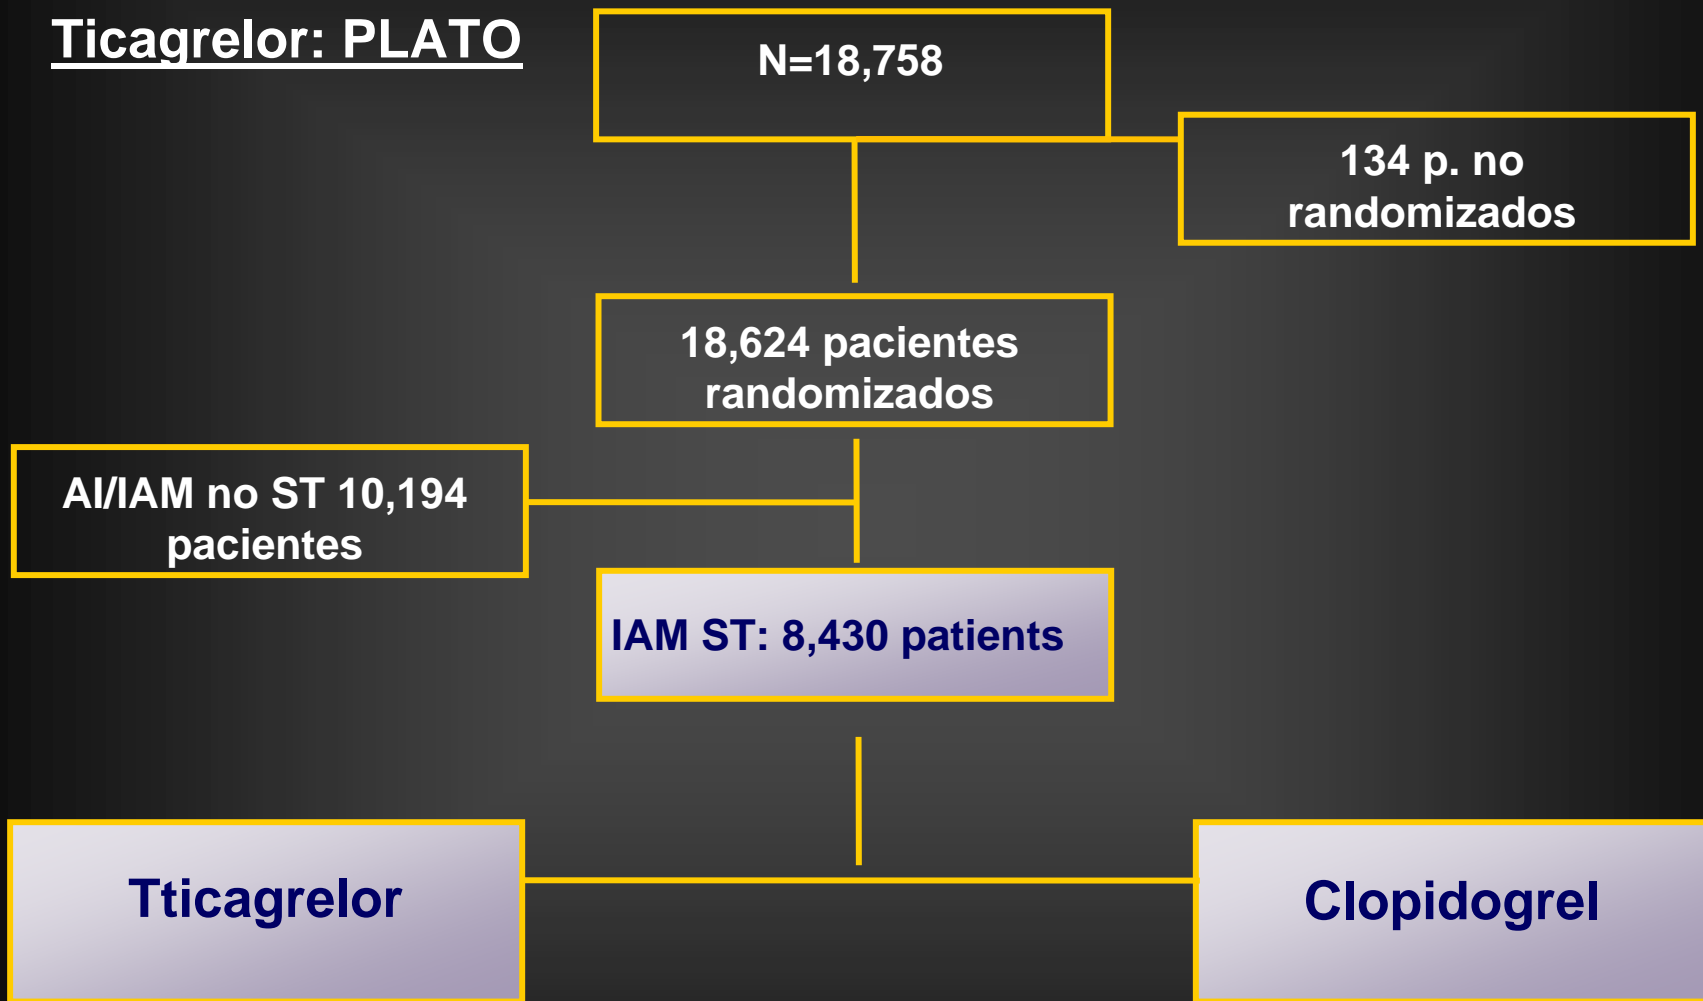 Ticagrelor: PLATO
N=18,758
134 p. no
randomizados
18,624 pacientes
randomizados
AI/IAM no ST 10,194
pacientes
IAM ST: 8,430 patients
Tticagrelor
Clopidogrel